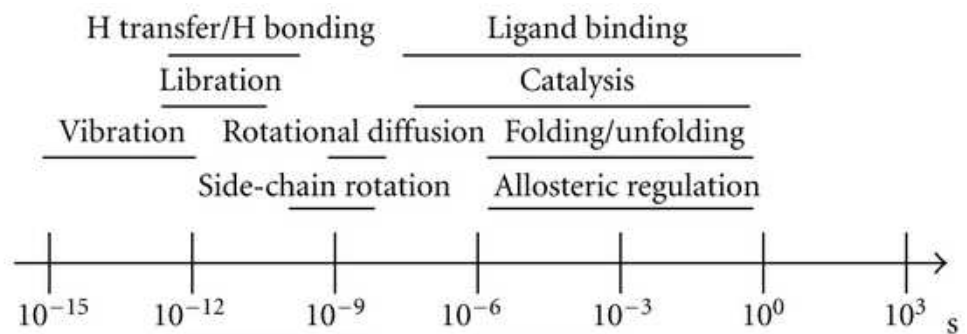 H transfer/H bonding Ligand binding
Libration Catalysis
Vibration Rotational diffusion Folding/unfolding
Side-chain rotation Allosteric regulation
10⁻¹⁵ 10⁻¹² 10⁻⁹ 10⁻⁶ 10⁻³ 10⁰ 10³ s